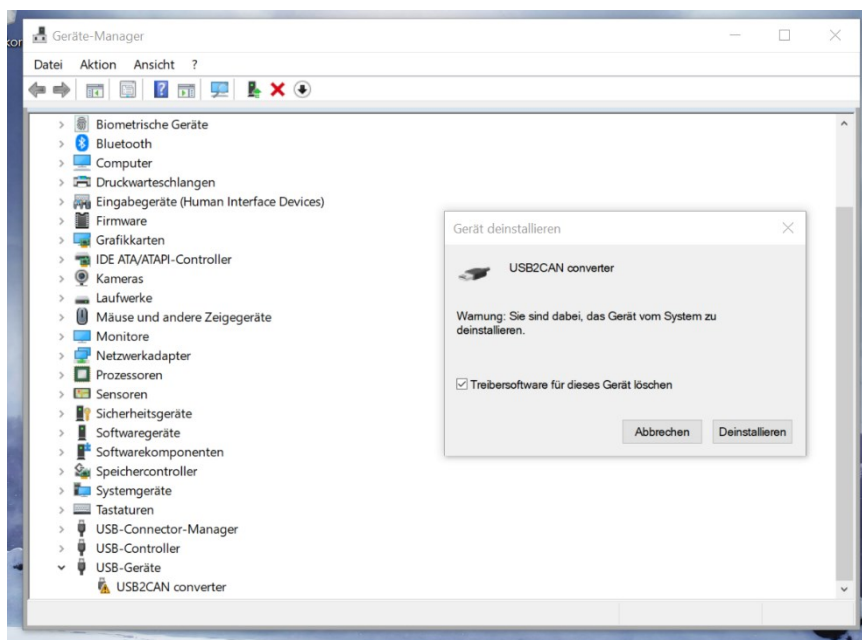 kor
Geräte-Manager
Datei Aktion Ansicht ?
Biometrische Geräte
Bluetooth
Computer
Druckwarteschlangen
Eingabegeräte (Human Interface Devices)
Firmware
Grafikkarten
IDE ATA/ATAPI-Controller
Kameras
Laufwerke
Mäuse und andere Zeigegeräte
Monitore
Netzwerkadapter
Prozessoren
Sensoren
Sicherheitsgeräte
Softwaregeräte
Softwarekomponenten
Speichercontroller
Systemgeräte
Tastaturen
USB-Connector-Manager
USB-Controller
USB-Geräte
USB2CAN converter
Gerät deinstallieren
USB2CAN converter
Warnung: Sie sind dabei, das Gerät vom System zu
deinstallieren.
Treibersoftware für dieses Gerät löschen
Abbrechen Deinstallieren